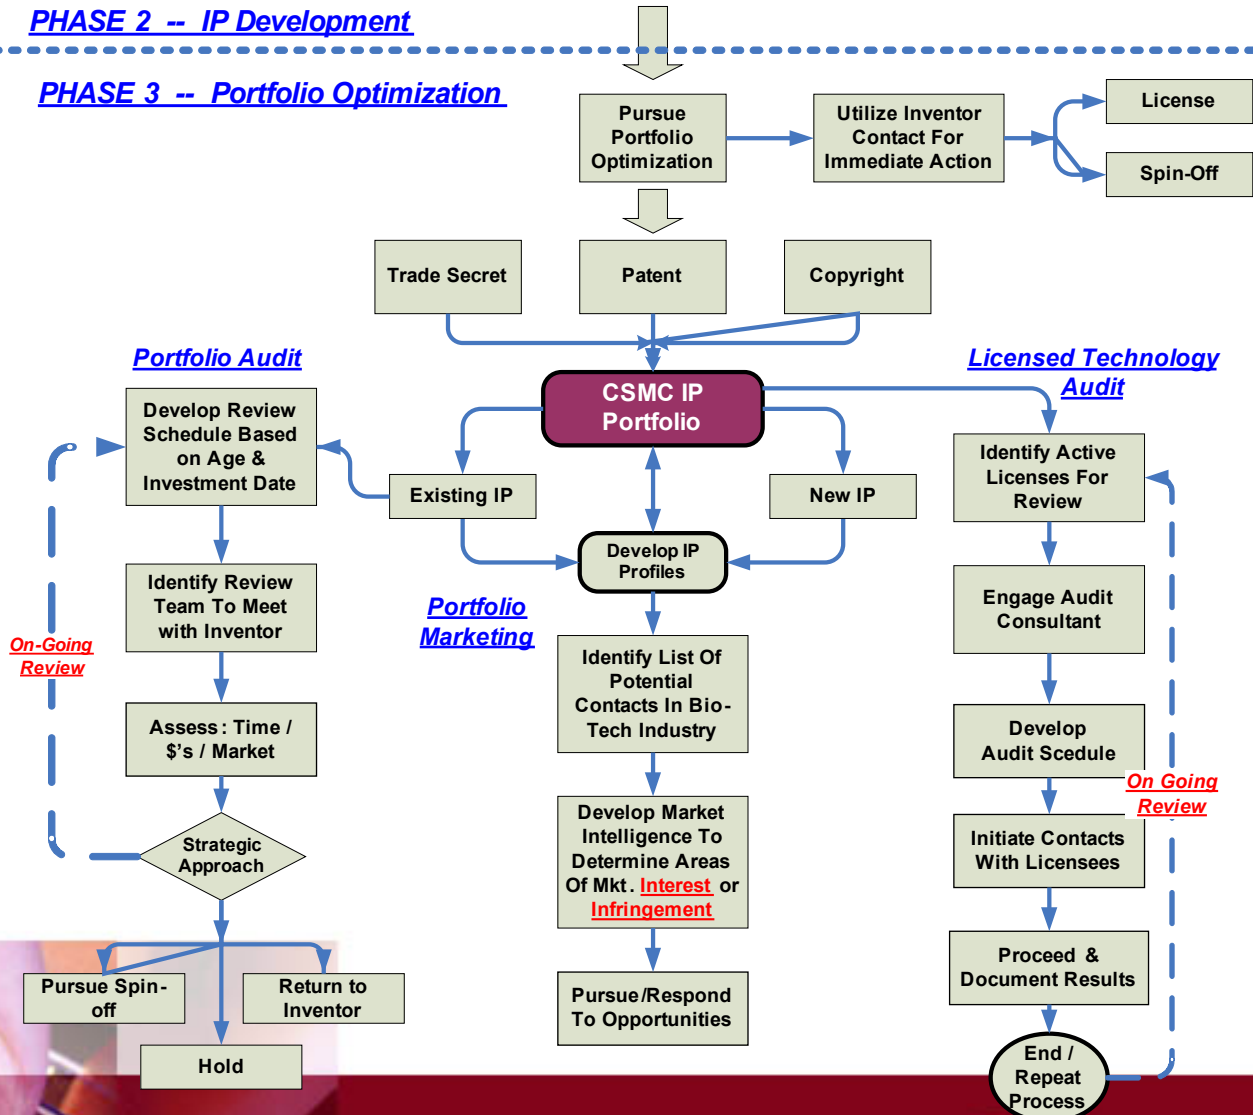 PHASE 2 -- IP Development
PHASE 3 -- Portfolio Optimization
Pursue
Portfolio
Optimization
Utilize Inventor
Contact For
Immediate Action
License
Spin-Off
Trade Secret
Patent
Copyright
Portfolio Audit
Licensed Technology
Audit
CSMC IP
Portfolio
Develop Review
Schedule Based
on Age &
Investment Date
Existing IP
New IP
Identify Active
Licenses For
Review
Develop IP
Profiles
Identify Review
Team To Meet
with Inventor
On-Going
Review
Portfolio
Marketing
Engage Audit
Consultant
Identify List Of
Potential
Contacts In Bio-
Tech Industry
Assess: Time /
$'s / Market
Develop
Audit Scedule
On Going
Review
Strategic
Approach
Develop Market
Intelligence To
Determine Areas
Of Mkt. Interest or
Infringement
Initiate Contacts
With Licensees
Proceed &
Document Results
Pursue Spin-
off
Return to
Inventor
Hold
Pursue/Respond
To Opportunities
End /
Repeat
Process